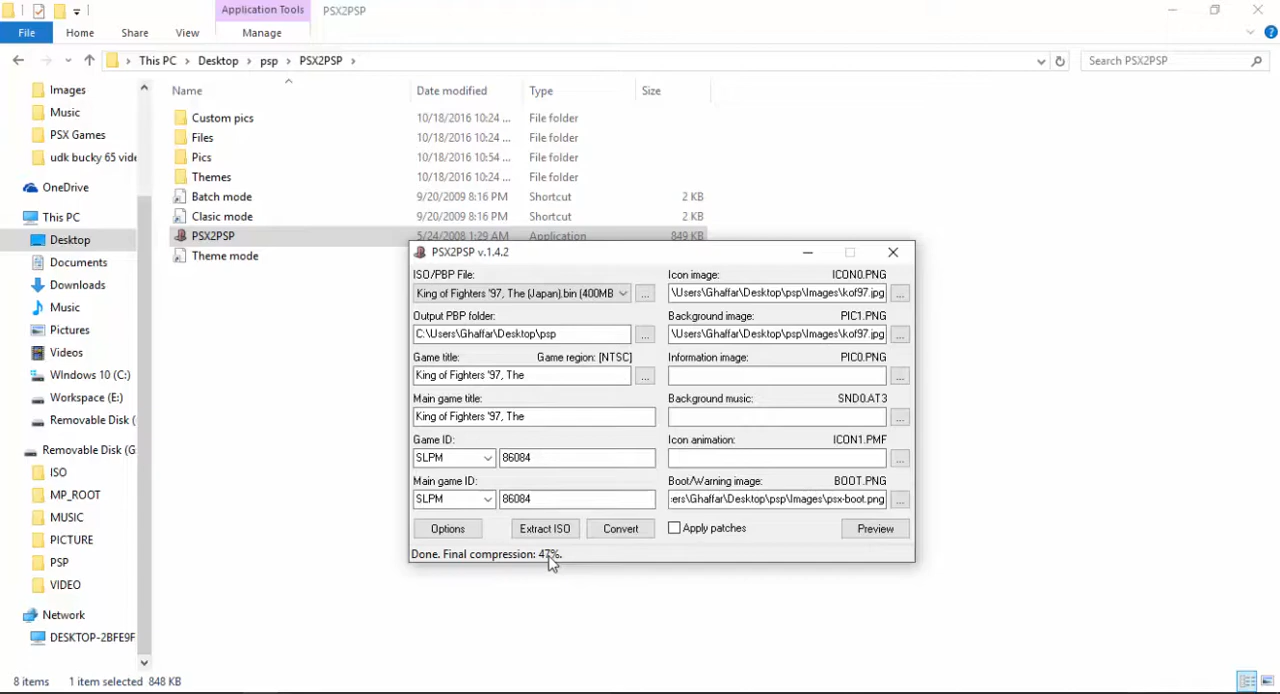 Application Tools PSX2PSP
File Home Share View Manage
This PC Desktop psp PSX2PSP Search PSX2PSP
Images
Music
PSX Games
udk bucky 65 vide
OneDrive
This PC
Desktop
Documents
Downloads
Music
Pictures
Videos
WIndows 10 (C:)
Workspace (E:)
Removable Disk (
Removable Disk (G
ISO
MP_ROOT
MUSIC
PICTURE
PSP
VIDEO
Network
DESKTOP-2BFE9F
Name Date modified Type Size
Custom pics 10/18/2016 10:24 ... File folder
Files 10/18/2016 10:24 ... File folder
Pics 10/18/2016 10:54 ... File folder
Themes 10/18/2016 10:24 ... File folder
Batch mode 9/20/2009 8:16 PM Shortcut 2 KB
Clasic mode 9/20/2009 8:16 PM Shortcut 2 KB
PSX2PSP 5/24/2008 1:29 AM Application 849 KB
Theme mode
PSX2PSP v.1.4.2
ISO/PBP File:
King of Fighters '97, The (Japan).bin (400MB ...
Output PBP folder:
C:\Users\Ghaffar\Desktop\psp ...
Game title: Game region: [NTSC]
King of Fighters '97, The ...
Main game title:
King of Fighters '97, The
Game ID:
SLPM 86084
Main game ID:
SLPM 86084
Options Extract ISO Convert
Icon image: ICON0.PNG
\Users\Ghaffar\Desktop\psp\Images\kof97.jpg ...
Background image: PIC1.PNG
\Users\Ghaffar\Desktop\psp\Images\kof97.jpg ...
Information image: PIC0.PNG
...
Background music: SND0.AT3
...
Icon animation: ICON1.PMF
...
Boot/Warning image: BOOT.PNG
:ers\Ghaffar\Desktop\psp\Images\psx-boot.png ...
Apply patches Preview
Done. Final compression: 47%.
8 items 1 item selected 848 KB